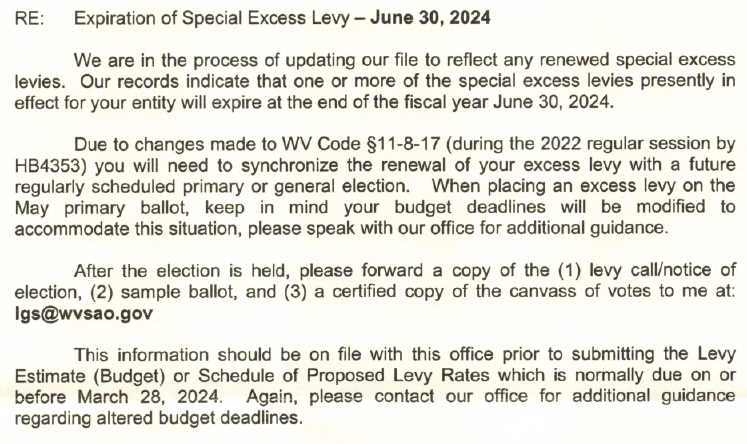 RE: Expiration of Special Excess Levy – June 30, 2024
We are in the process of updating our file to reflect any renewed special excess
levies. Our records indicate that one or more of the special excess levies presently in
effect for your entity will expire at the end of the fiscal year June 30, 2024.
Due to changes made to WV Code §11-8-17 (during the 2022 regular session by
HB4353) you will need to synchronize the renewal of your excess levy with a future
regularly scheduled primary or general election. When placing an excess levy on the
May primary ballot, keep in mind your budget deadlines will be modified to
accommodate this situation, please speak with our office for additional guidance.
After the election is held, please forward a copy of the (1) levy call/notice of
election, (2) sample ballot, and (3) a certified copy of the canvass of votes to me at:
lgs@wvsao.gov
This information should be on file with this office prior to submitting the Levy
Estimate (Budget) or Schedule of Proposed Levy Rates which is normally due on or
before March 28, 2024. Again, please contact our office for additional guidance
regarding altered budget deadlines.